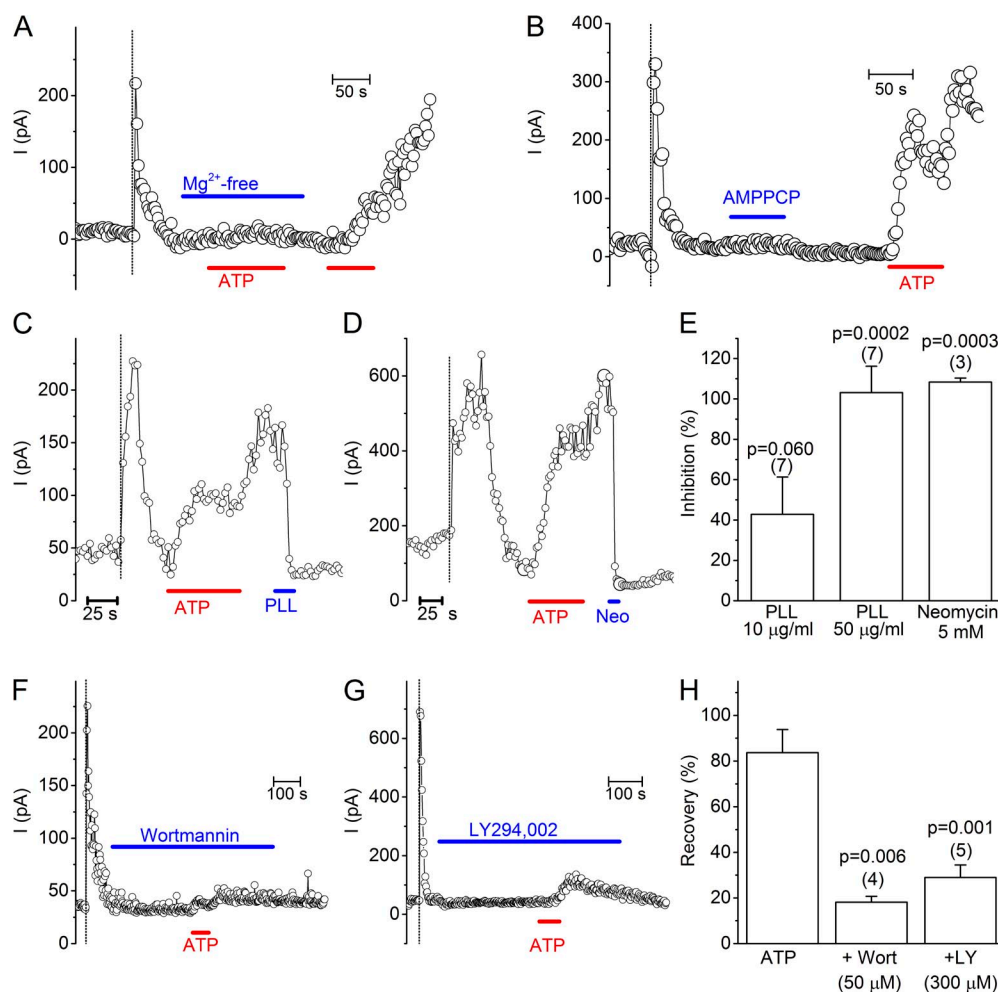 A
I (pA)
200
100
0
50 s
Mg2+-free
ATP
B
I (pA)
400
300
200
100
0
50 s
AMPPCP
ATP
C
I (pA)
250
200
150
100
50
0
25 s
ATP
PLL
D
I (pA)
600
400
200
0
25 s
ATP
Neo
E
Inhibition (%)
120
100
80
60
40
20
0
p=0.060
(7)
p=0.0002
(7)
p=0.0003
(3)
PLL
10 μg/ml
PLL
50 μg/ml
Neomycin
5 mM
F
I (pA)
200
150
100
50
0
100 s
Wortmannin
ATP
G
I (pA)
600
400
200
0
100 s
LY294,002
ATP
H
Recovery (%)
100
80
60
40
20
0
p=0.006
(4)
p=0.001
(5)
ATP
+ Wort
(50 μM)
+LY
(300 μM)